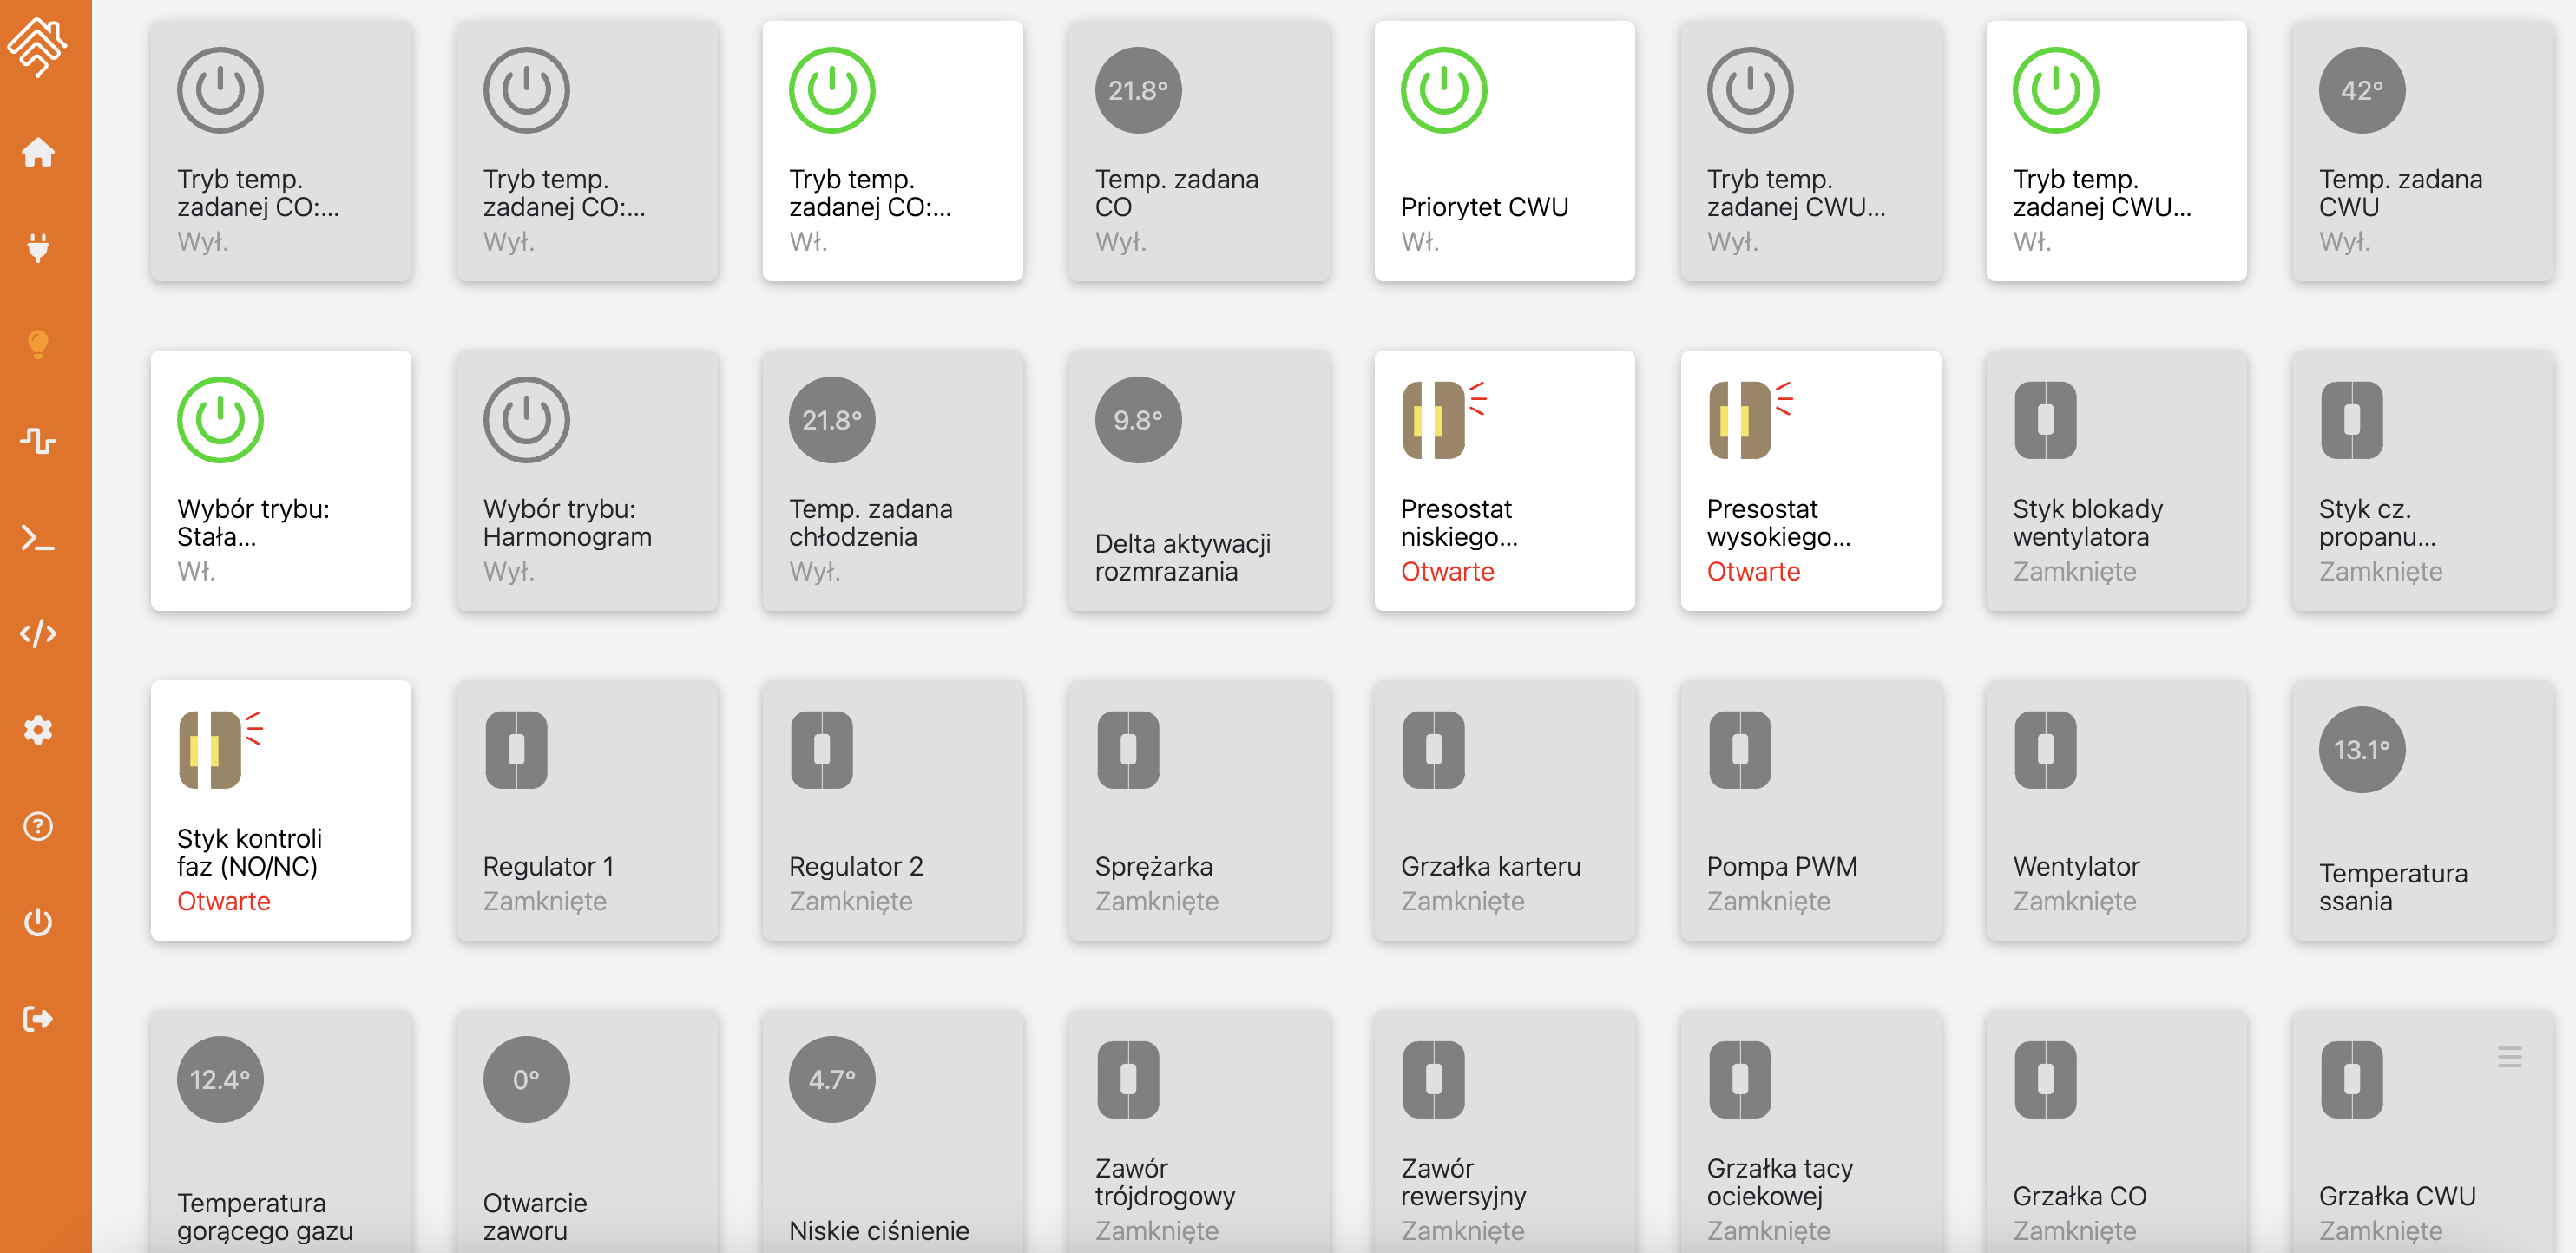 Tryb temp.
zadanej CO:...
Wył.
Tryb temp.
zadanej CO:...
Wył.
Tryb temp.
zadanej CO:...
Wł.
21.8°
Temp. zadana
CO
Wył.
Priorytet CWU
Wł.
Tryb temp.
zadanej CWU...
Wył.
Tryb temp.
zadanej CWU...
Wł.
42°
Temp. zadana
CWU
Wył.
Wybór trybu:
Stała...
Wł.
Wybór trybu:
Harmonogram
Wył.
21.8°
Temp. zadana
chłodzenia
Wył.
9.8°
Delta aktywacji
rozmrazania
Presostat
niskiego...
Otwarte
Presostat
wysokiego...
Otwarte
Styk blokady
wentylatora
Zamknięte
Styk cz.
propanu...
Zamknięte
Styk kontroli
faz (NO/NC)
Otwarte
Regulator 1
Zamknięte
Regulator 2
Zamknięte
Sprężarka
Zamknięte
Grzałka karteru
Zamknięte
Pompa PWM
Zamknięte
Wentylator
Zamknięte
13.1°
Temperatura
ssania
12.4°
Temperatura
gorącego gazu
0°
Otwarcie
zaworu
4.7°
Niskie ciśnienie
Zawór
trójdrogowy
Zamknięte
Zawór
rewersyjny
Zamknięte
Grzałka tacy
ociekowej
Zamknięte
Grzałka CO
Zamknięte
Grzałka CWU
Zamknięte